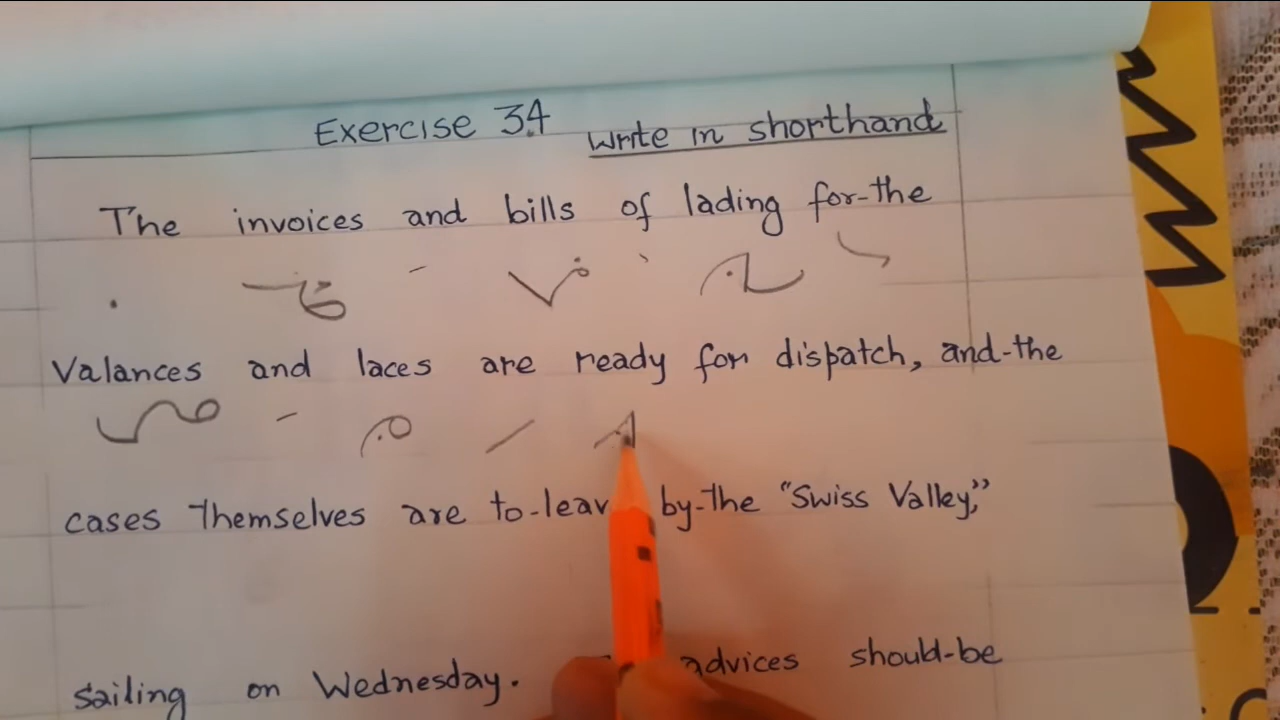 Exercise 34 Write in shorthand
The invoices and bills of lading for-the
Valances and laces are ready for dispatch, and-the
cases themselves are to-leav by-the "Swiss Valley,"
sailing on Wednesday. advices should-be